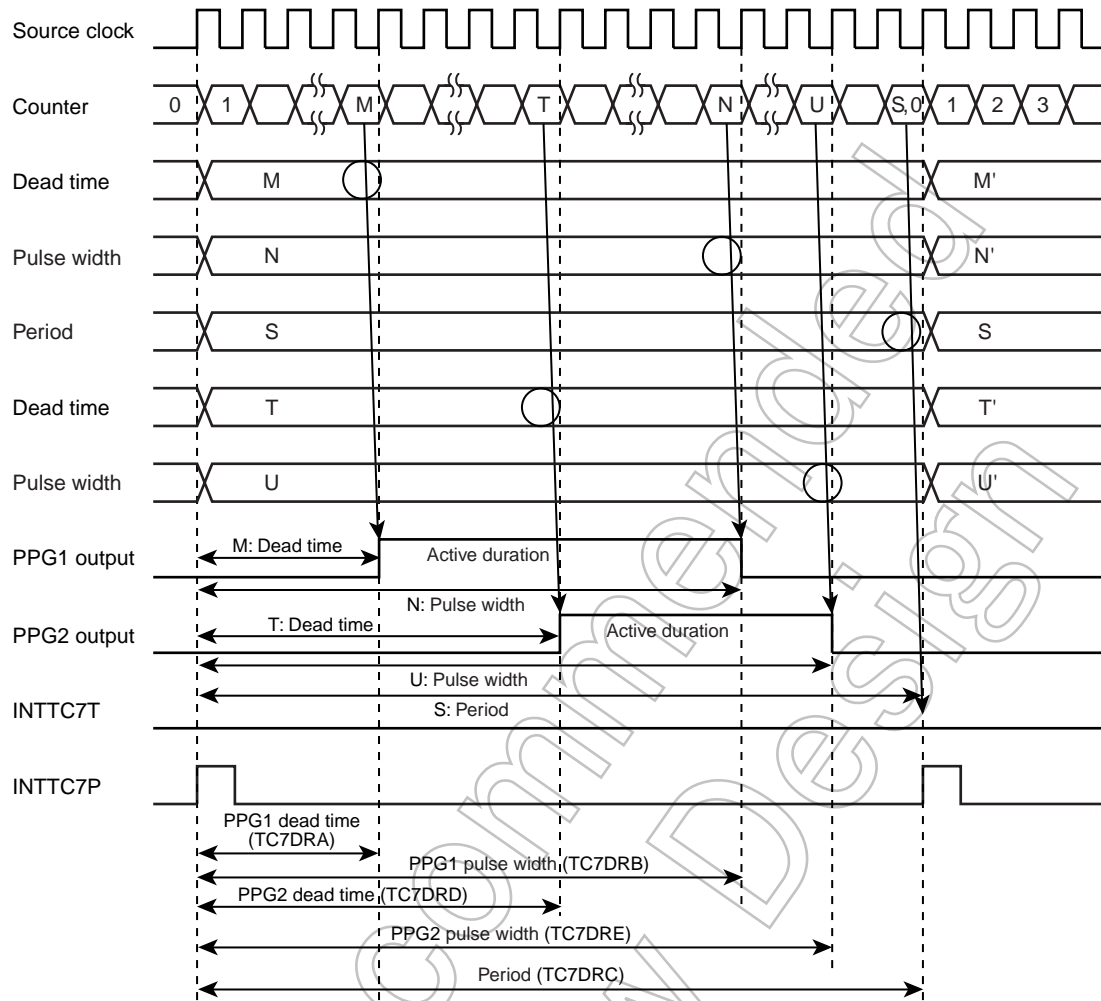 Source clock
Counter 0 1 M T N U S,0 1 2 3
Dead time M M'
Pulse width N N'
Period S S
Dead time T T'
Pulse width U U'
PPG1 output M: Dead time Active duration
N: Pulse width
PPG2 output T: Dead time Active duration
U: Pulse width
INTTC7T S: Period
INTTC7P
PPG1 dead time
(TC7DRA)
PPG1 pulse width (TC7DRB)
PPG2 dead time (TC7DRD)
PPG2 pulse width (TC7DRE)
Period (TC7DRC)
commended
Design